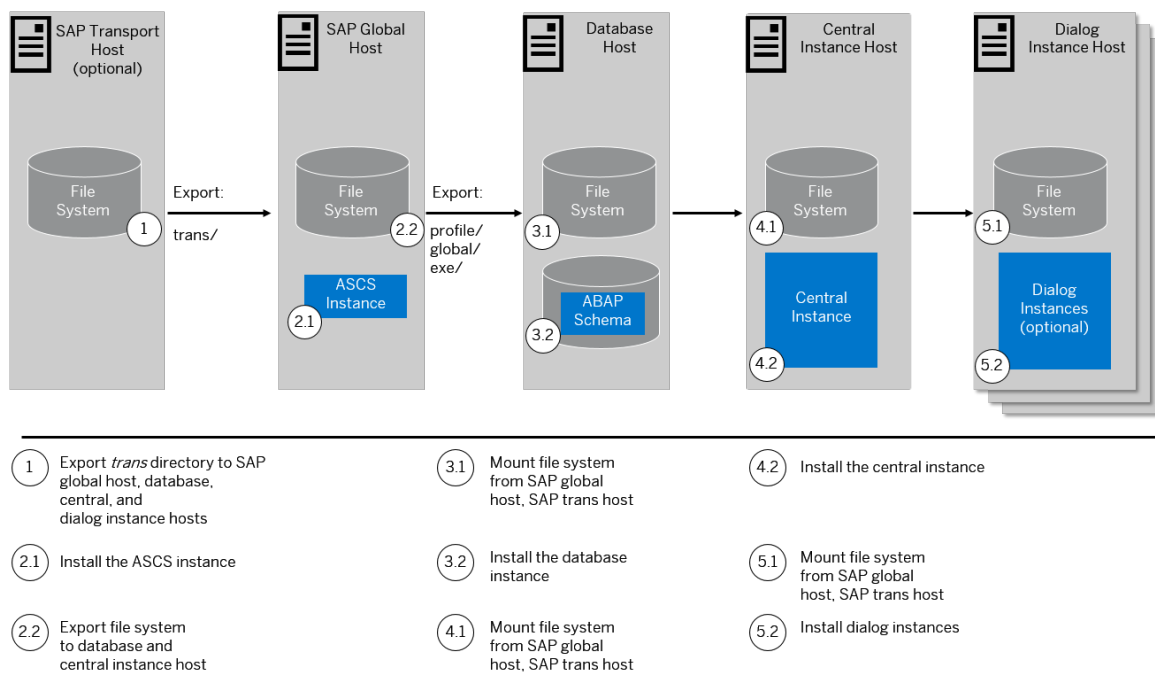 SAP Transport
Host
(optional)
SAP Global
Host
Database
Host
Central
Instance Host
Dialog
Instance Host
File
System
1
Export:
trans/
File
System
2.2
ASCS
Instance
2.1
Export:
profile/
global/
exe/
File
System
3.1
ABAP
Schema
3.2
File
System
4.1
Central
Instance
4.2
File
System
5.1
Dialog
Instances
(optional)
5.2
1
Export trans directory to SAP
global host, database,
central, and
dialog instance hosts
2.1
Install the ASCS instance
2.2
Export file system
to database and
central instance host
3.1
Mount file system
from SAP global
host, SAP trans host
3.2
Install the database
instance
4.1
Mount file system
from SAP global
host, SAP trans host
4.2
Install the central instance
5.1
Mount file system
from SAP global
host, SAP trans host
5.2
Install dialog instances